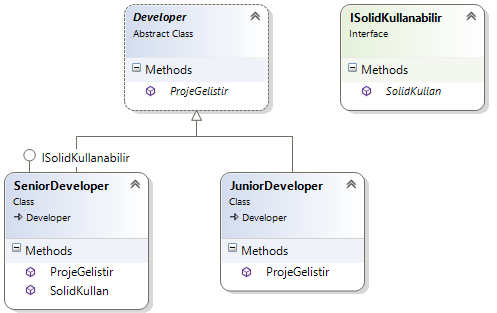 Developer
Abstract Class
Methods
ProjeGelistir
ISolidKullanabilir
Interface
Methods
SolidKullan
ISolidKullanabilir
SeniorDeveloper
Class
Developer
Methods
ProjeGelistir
SolidKullan
JuniorDeveloper
Class
Developer
Methods
ProjeGelistir